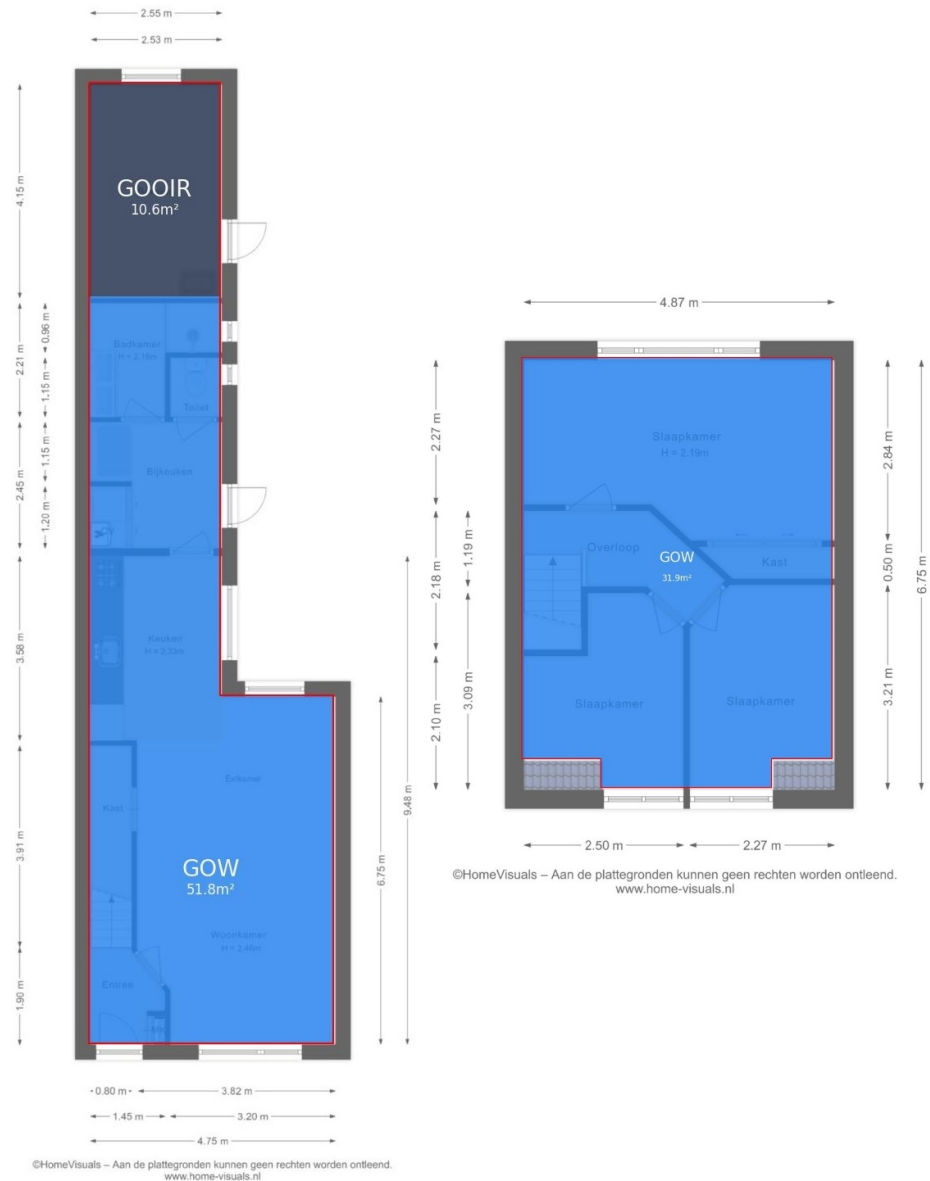 2.55 m
2.53 m
4.15 m
GOOIR
10.6m²
0.96 m
2.21 m
1.15 m
Badkamer
H = 2.16m
Toilet
2.45 m
1.15 m
1.20 m
Bijkeuken
3.58 m
Keuken
H = 2.33m
Eetkamer
Kast
3.91 m
GOW
51.8m²
6.75 m
9.48 m
Woonkamer
H = 2.46m
1.90 m
Entree
MK
0.80 m
3.82 m
1.45 m
3.20 m
4.75 m
©HomeVisuals – Aan de plattegronden kunnen geen rechten worden ontleend.
www.home-visuals.nl
4.87 m
2.27 m
2.84 m
Slaapkamer
H = 2.19m
1.19 m
2.18 m
Overloop
GOW
31.9m²
Kast
0.50 m
6.75 m
3.09 m
2.10 m
3.21 m
Slaapkamer
Slaapkamer
2.50 m
2.27 m
©HomeVisuals – Aan de plattegronden kunnen geen rechten worden ontleend.
www.home-visuals.nl